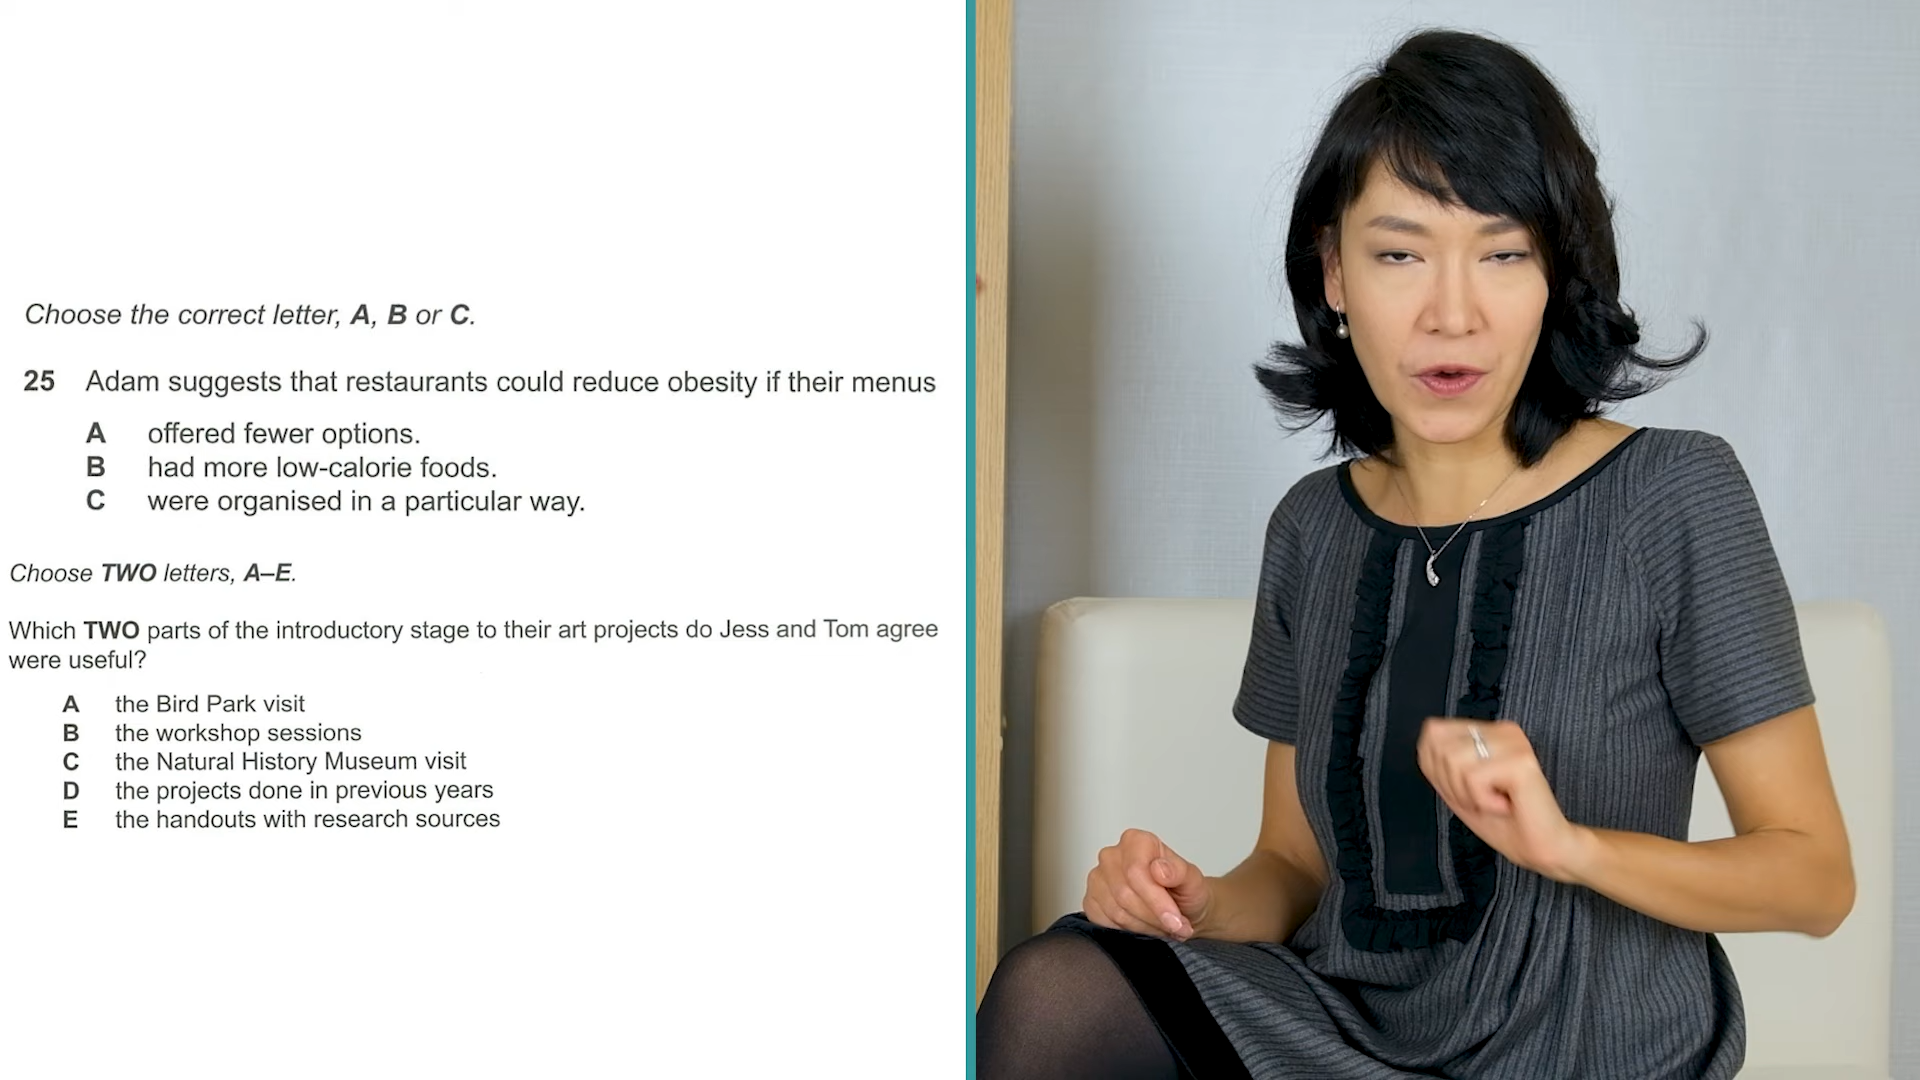 Choose the correct letter, A, B or C.
25 Adam suggests that restaurants could reduce obesity if their menus
A offered fewer options.
B had more low-calorie foods.
C were organised in a particular way.
Choose TWO letters, A–E.
Which TWO parts of the introductory stage to their art projects do Jess and Tom agree
were useful?
A the Bird Park visit
B the workshop sessions
C the Natural History Museum visit
D the projects done in previous years
E the handouts with research sources